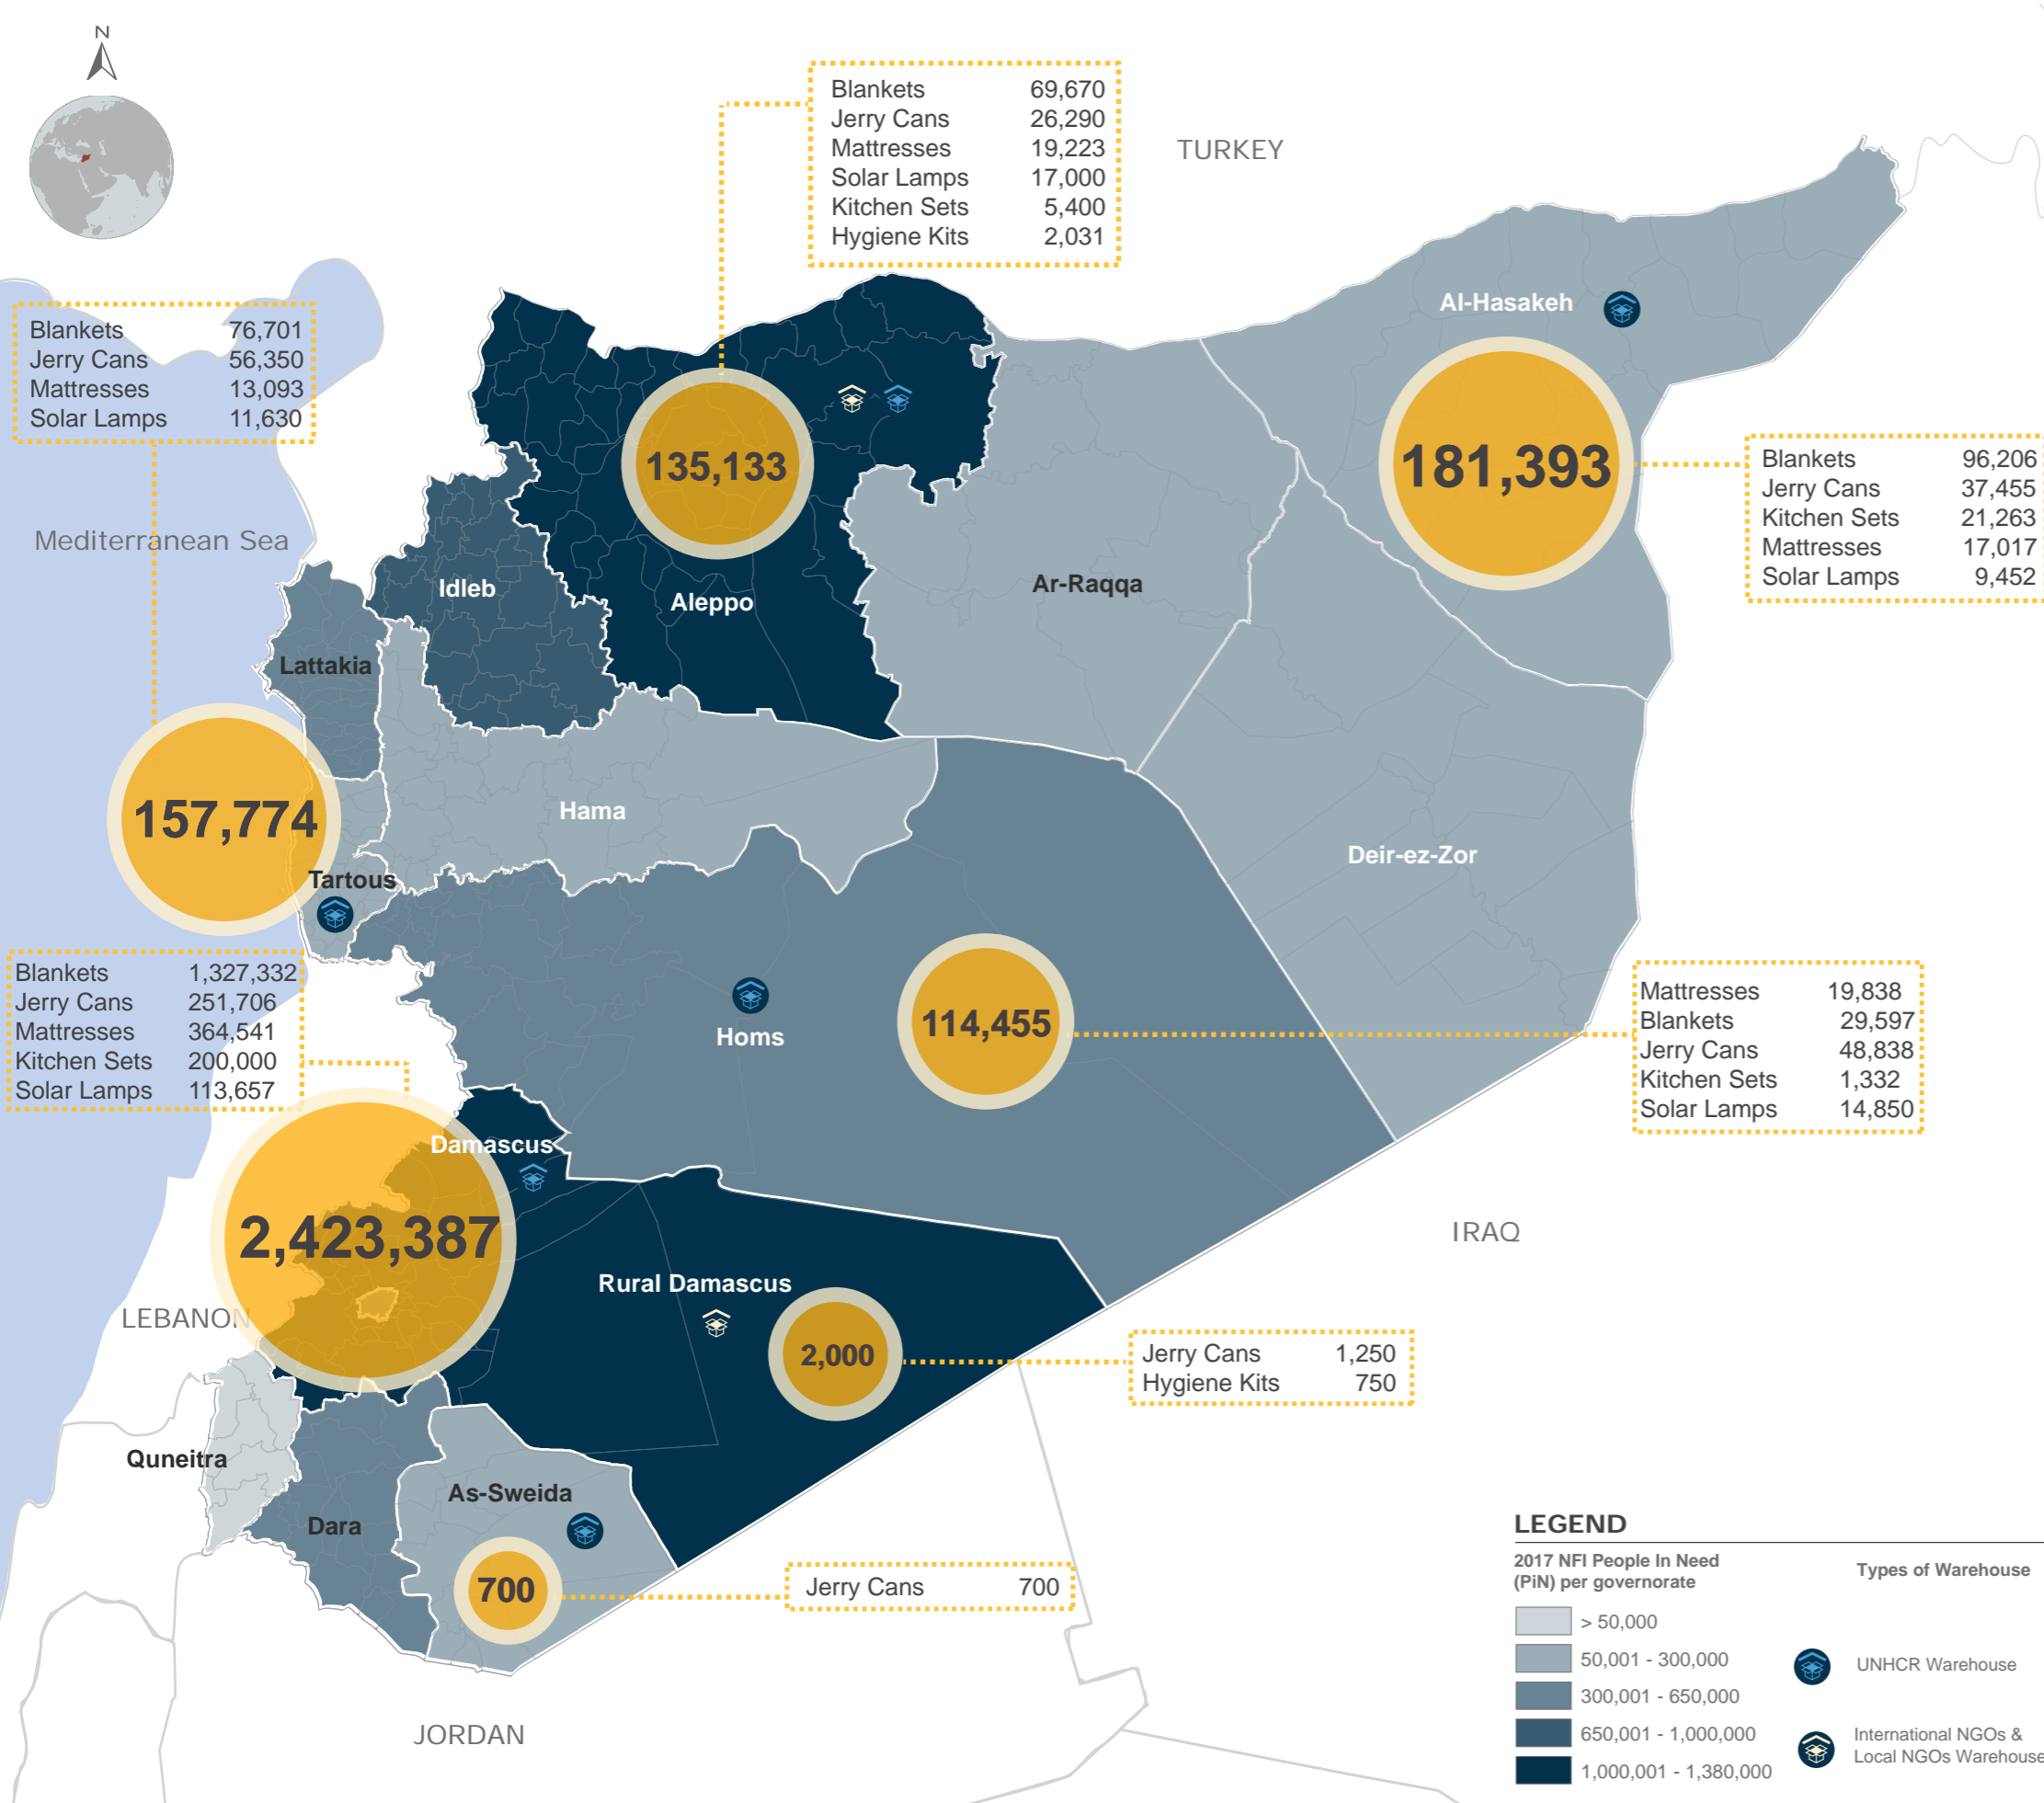 N
Blankets 69,670
Jerry Cans 26,290
Mattresses 19,223
Solar Lamps 17,000
Kitchen Sets 5,400
Hygiene Kits 2,031
TURKEY
Blankets 76,701
Jerry Cans 56,350
Mattresses 13,093
Solar Lamps 11,630
Al-Hasakeh
135,133
181,393
Blankets 96,206
Jerry Cans 37,455
Kitchen Sets 21,263
Mattresses 17,017
Solar Lamps 9,452
Mediterranean Sea
Idleb
Aleppo
Ar-Raqqa
Lattakia
157,774
Hama
Deir-ez-Zor
Tartous
Blankets 1,327,332
Jerry Cans 251,706
Mattresses 364,541
Kitchen Sets 200,000
Solar Lamps 113,657
Homs
114,455
Mattresses 19,838
Blankets 29,597
Jerry Cans 48,838
Kitchen Sets 1,332
Solar Lamps 14,850
Damascus
2,423,387
IRAQ
Rural Damascus
LEBANON
2,000
Jerry Cans 1,250
Hygiene Kits 750
Quneitra
As-Sweida
Dara
700
Jerry Cans 700
JORDAN
LEGEND
2017 NFI People In Need
(PiN) per governorate
> 50,000
50,001 - 300,000
300,001 - 650,000
650,001 - 1,000,000
1,000,001 - 1,380,000
Types of Warehouse
UNHCR Warehouse
International NGOs &
Local NGOs Warehouse